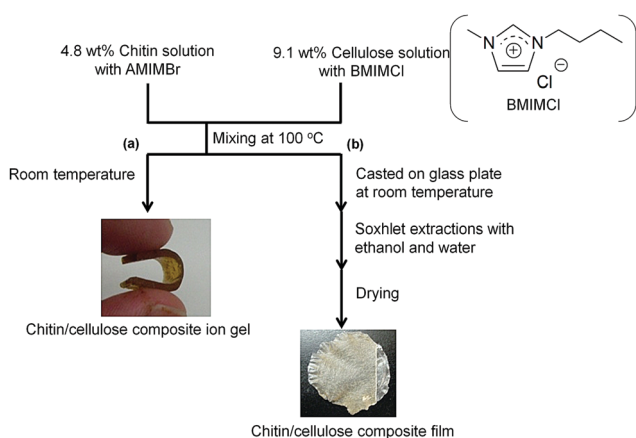 4.8 wt% Chitin solution
with AMIMBr
9.1 wt% Cellulose solution
with BMIMCl
N
N
+
Cl −
BMIMCl
Mixing at 100 ºC
(a)
(b)
Room temperature
Casted on glass plate
at room temperature
Soxhlet extractions with
ethanol and water
Drying
Chitin/cellulose composite ion gel
Chitin/cellulose composite film